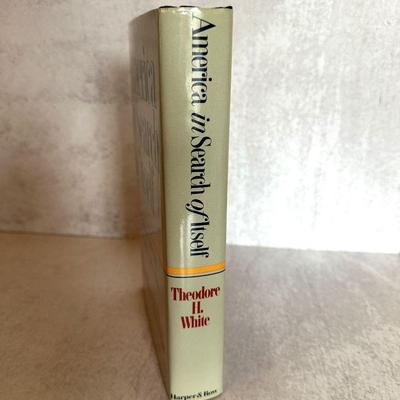 America in Search of Itself
Theodore
H.
White
Harper & Row